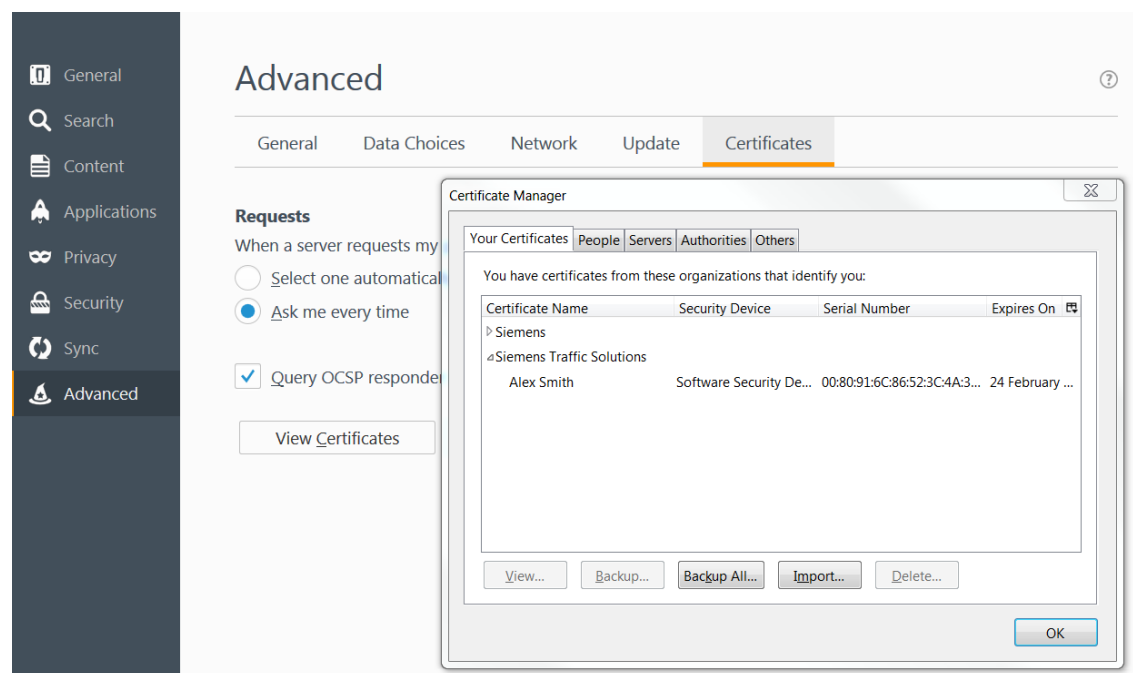 General
Search
Content
Applications
Privacy
Security
Sync
Advanced
Advanced
?
General Data Choices Network Update Certificates
Requests
When a server requests my
Select one automatical
Ask me every time
Query OCSP responde
View Certificates
Certificate Manager
Your Certificates People Servers Authorities Others
You have certificates from these organizations that identify you:
Certificate Name Security Device Serial Number Expires On
Siemens
Siemens Traffic Solutions
Alex Smith Software Security De... 00:80:91:6C:86:52:3C:4A:3... 24 February ...
View... Backup... Backup All... Import... Delete...
OK